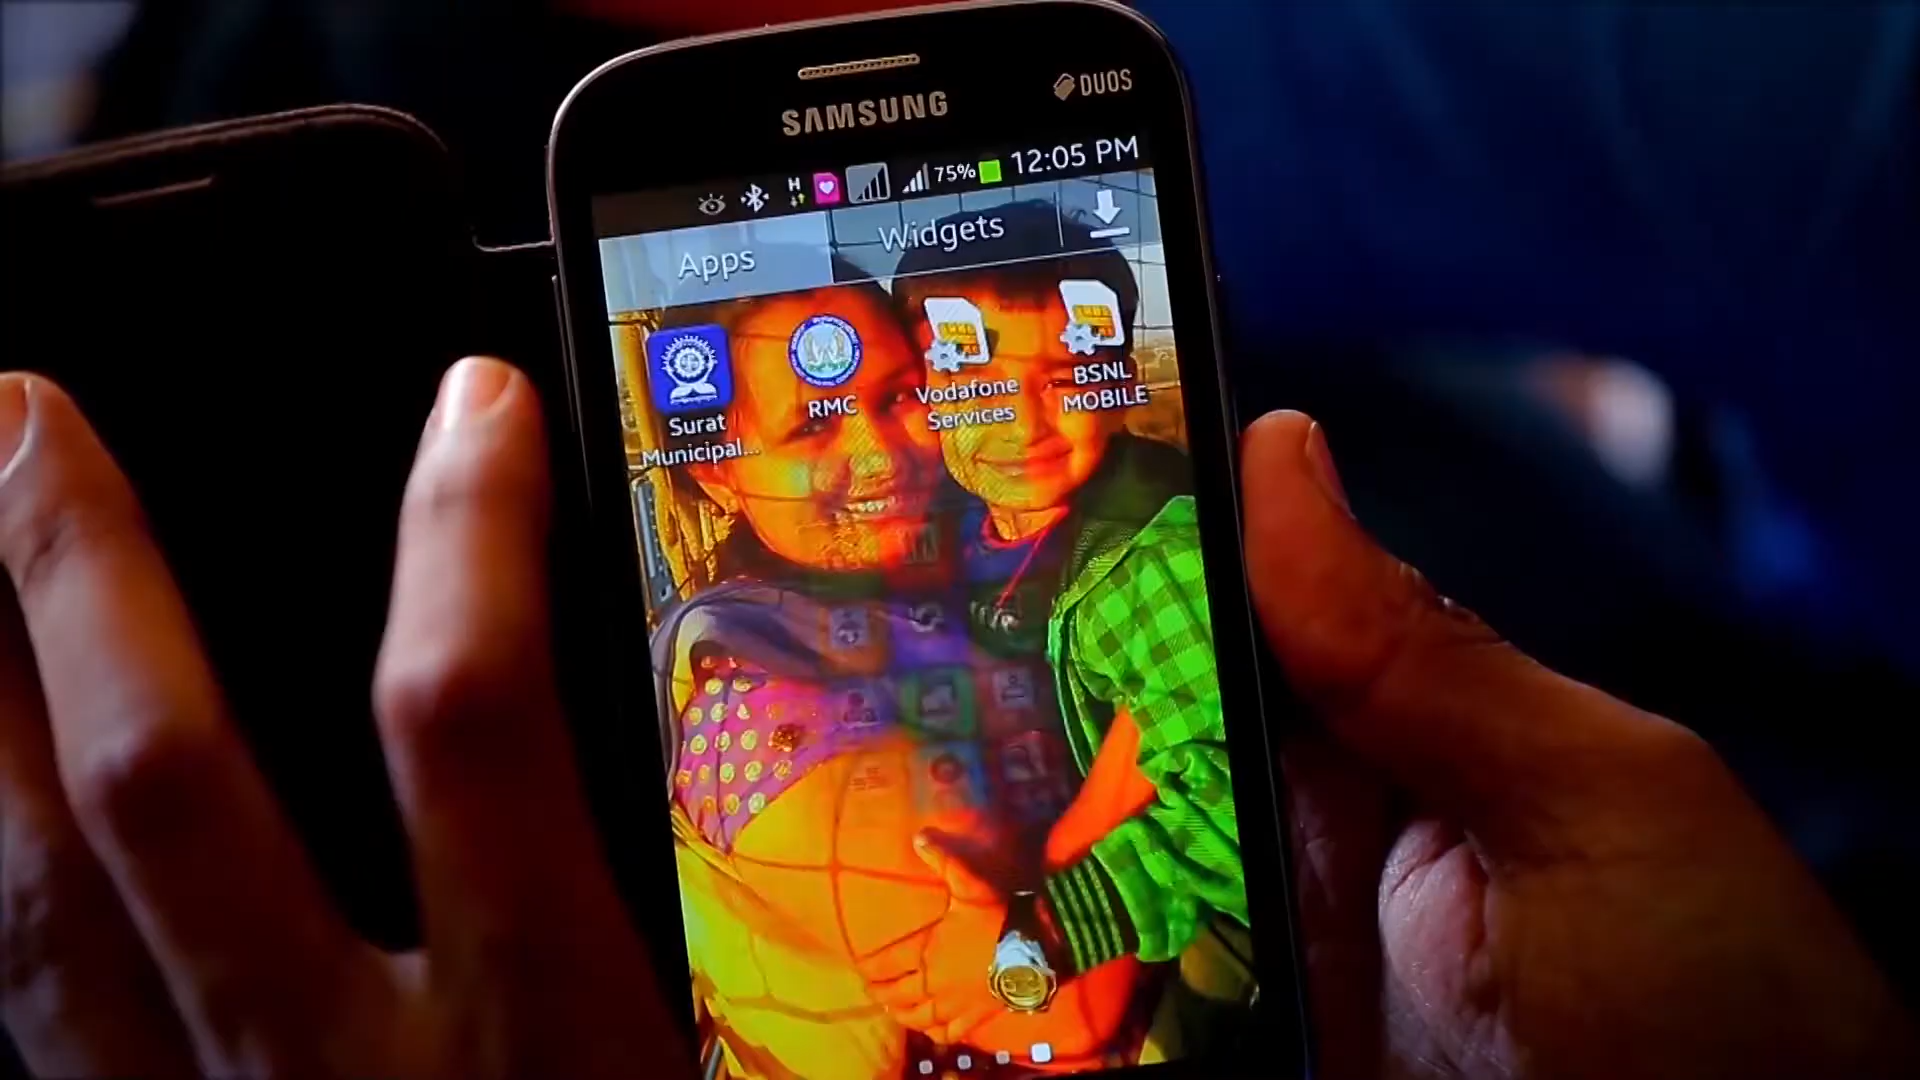 SAMSUNG
DUOS
H
75%
12:05 PM
Apps
Widgets
Surat
Municipal...
RMC
Vodafone
Services
BSNL
MOBILE